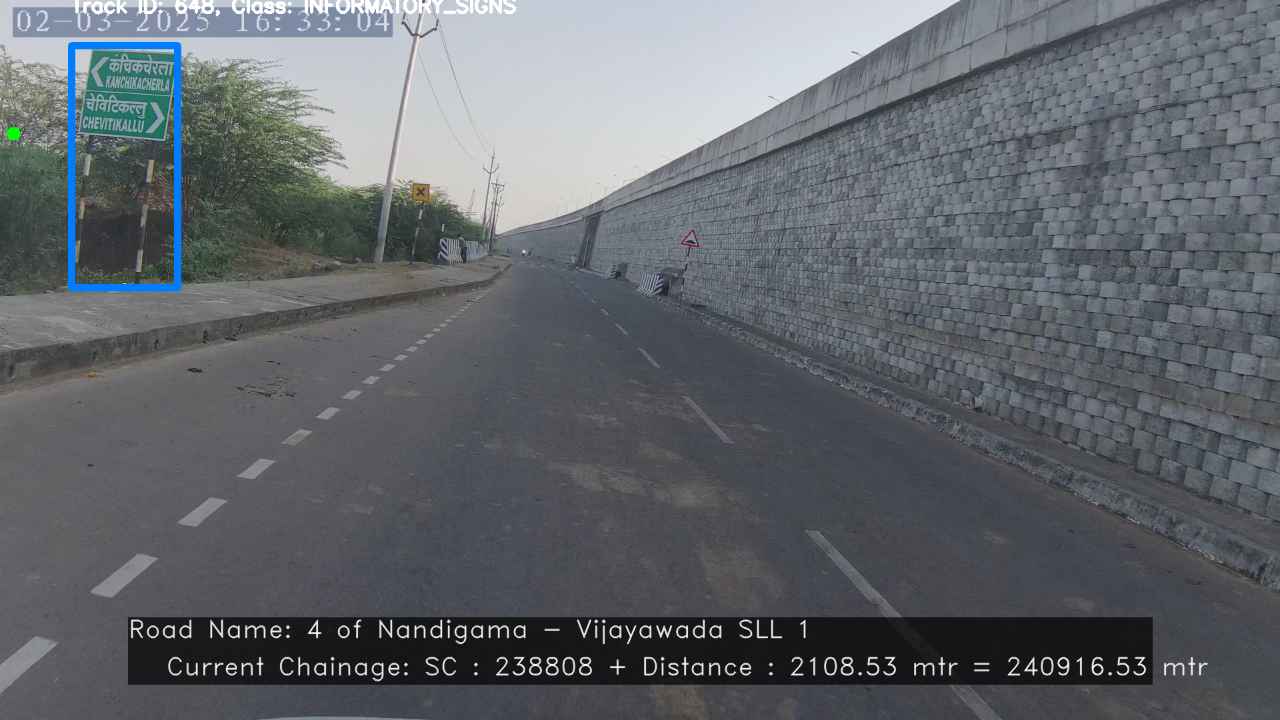 Track ID: 648, Class: INFORMATORY_SIGNS
02-03-2025 16:33:04
कंचिकचेरला
KANCHIKACHERLA
चेविटिकल्लु
CHEVITIKALLU
Road Name: 4 of Nandigama - Vijayawada SLL 1
Current Chainage: SC : 238808 + Distance : 2108.53 mtr = 240916.53 mtr